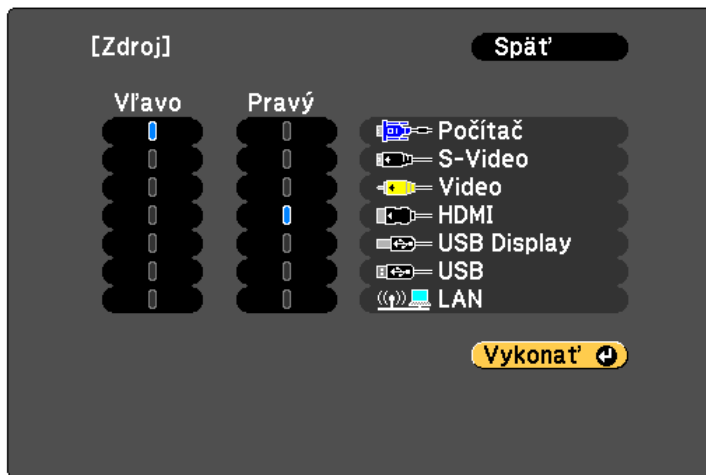 [Zdroj]
Späť
Vľavo
Pravý
Počítač
S-Video
Video
HDMI
USB Display
USB
LAN
Vykonať